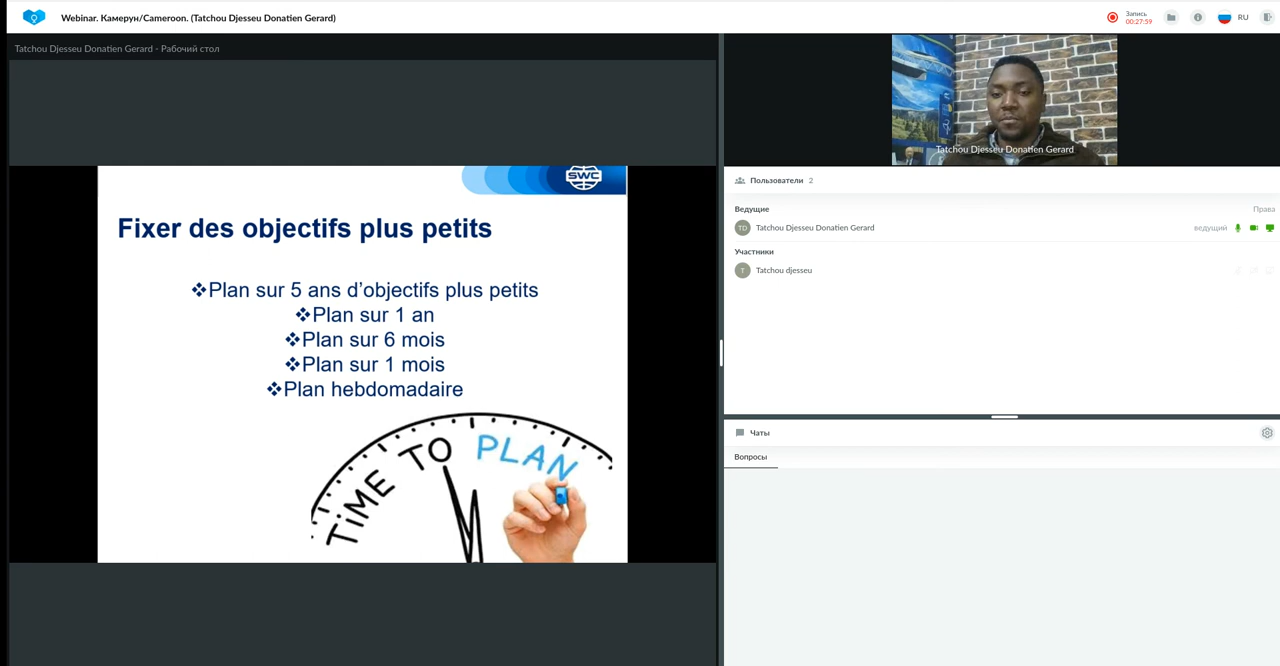 Webinar. Камерун/Cameroon. (Tatchou Djesseu Donatien Gerard)
Запись
00:27:59
RU
Tatchou Djesseu Donatien Gerard - Рабочий стол
SWC
Fixer des objectifs plus petits
❖Plan sur 5 ans d’objectifs plus petits
❖Plan sur 1 an
❖Plan sur 6 mois
❖Plan sur 1 mois
❖Plan hebdomadaire
TiME TO PLAN
Tatchou Djesseu Donatien Gerard
Пользователи 2
Ведущие Права
TD Tatchou Djesseu Donatien Gerard ведущий
Участники
T Tatchou djesseu
Чаты
Вопросы